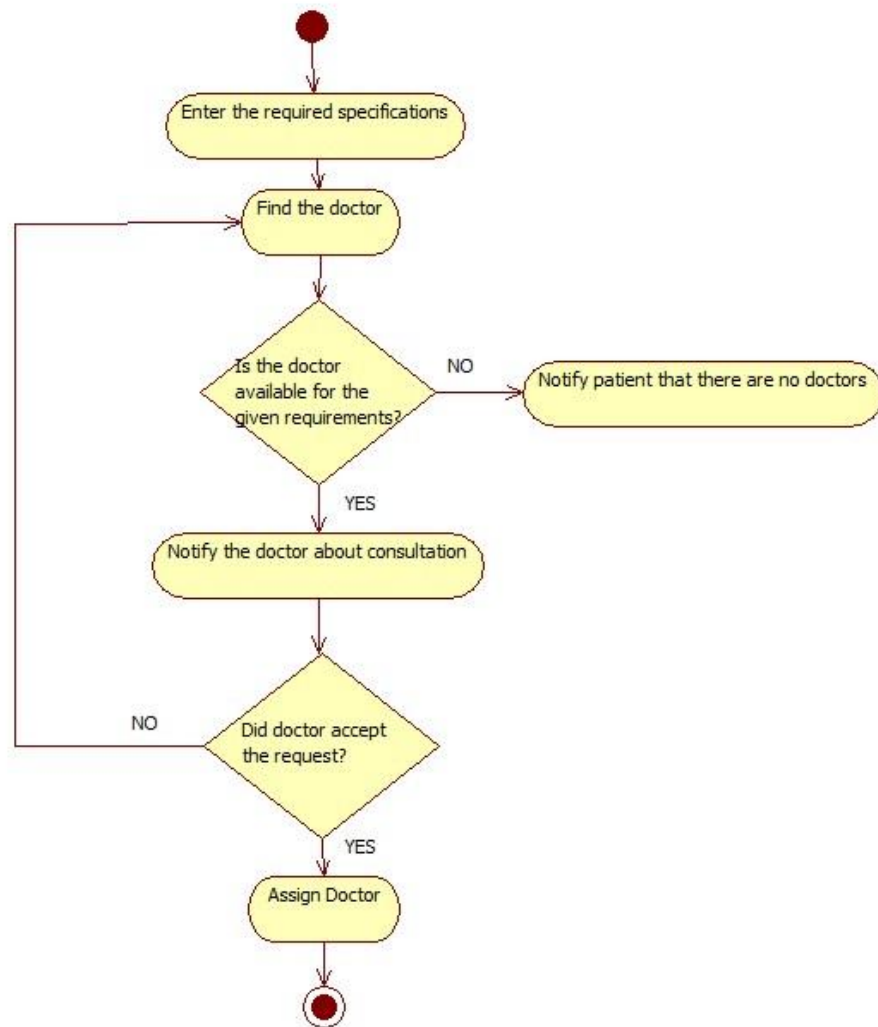 Enter the required specifications
Find the doctor
Is the doctor
available for the
given requirements?
NO
Notify patient that there are no doctors
YES
Notify the doctor about consultation
NO
Did doctor accept
the request?
YES
Assign Doctor